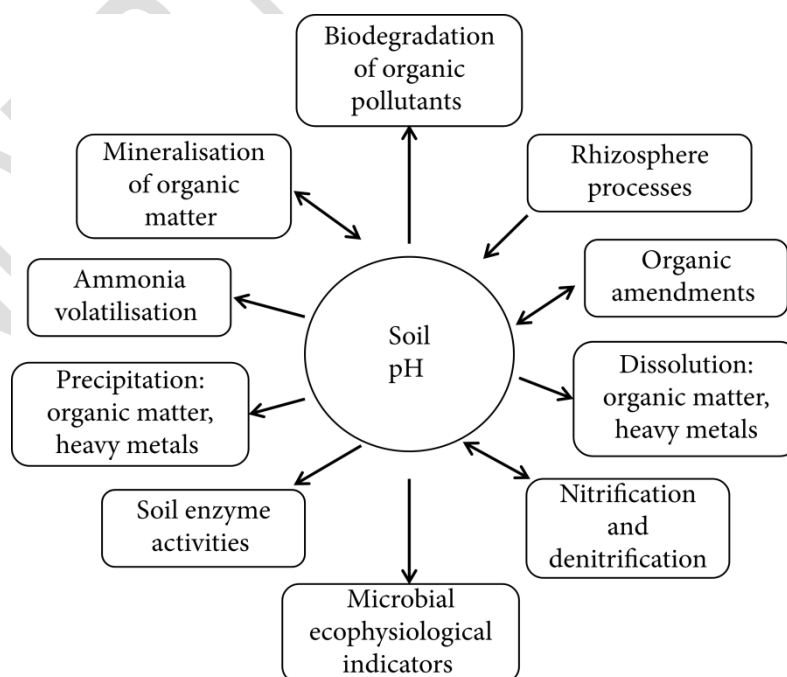 Biodegradation
of organic
pollutants
Mineralisation
of organic
matter
Rhizosphere
processes
Ammonia
volatilisation
Organic
amendments
Soil
pH
Precipitation:
organic matter,
heavy metals
Dissolution:
organic matter,
heavy metals
Soil enzyme
activities
Nitrification
and
denitrification
Microbial
ecophysiological
indicators